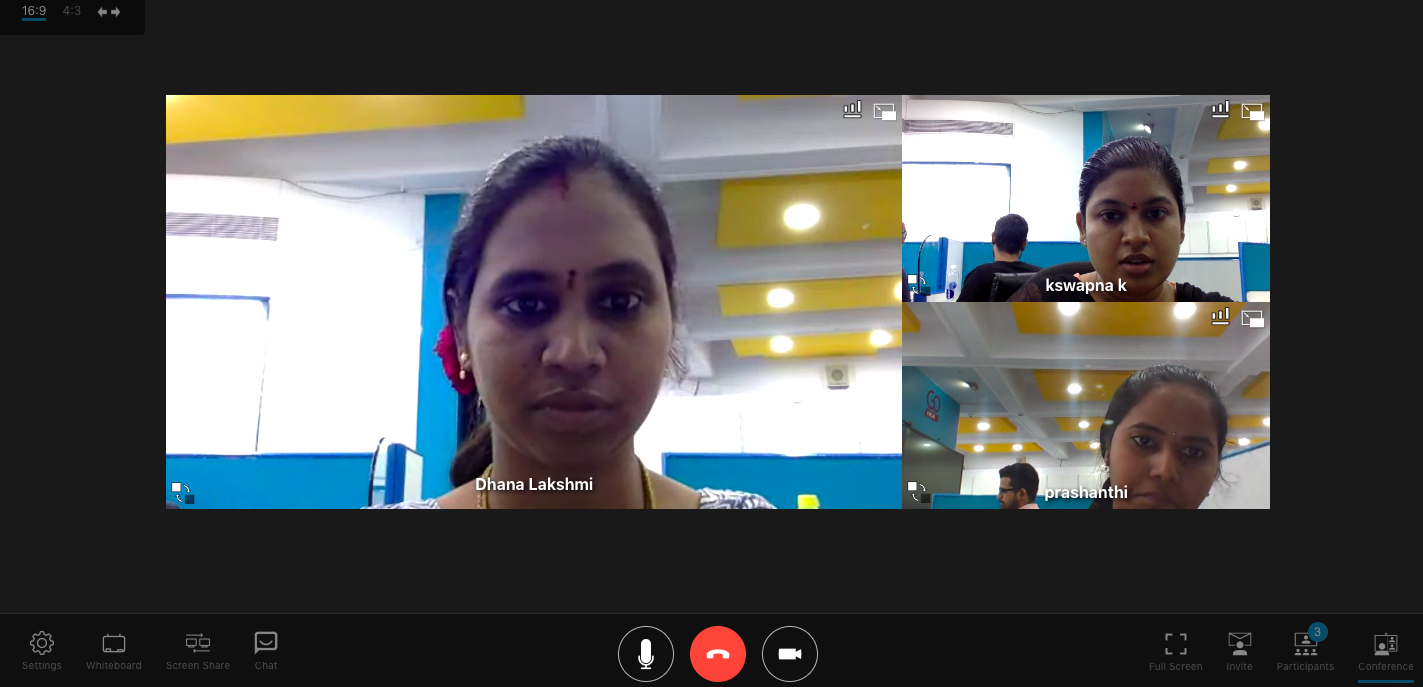 16:9 4:3
Dhana Lakshmi
kswapna k
GO
prashanthi
Settings Whiteboard Screen Share Chat
3
Full Screen Invite Participants Conference